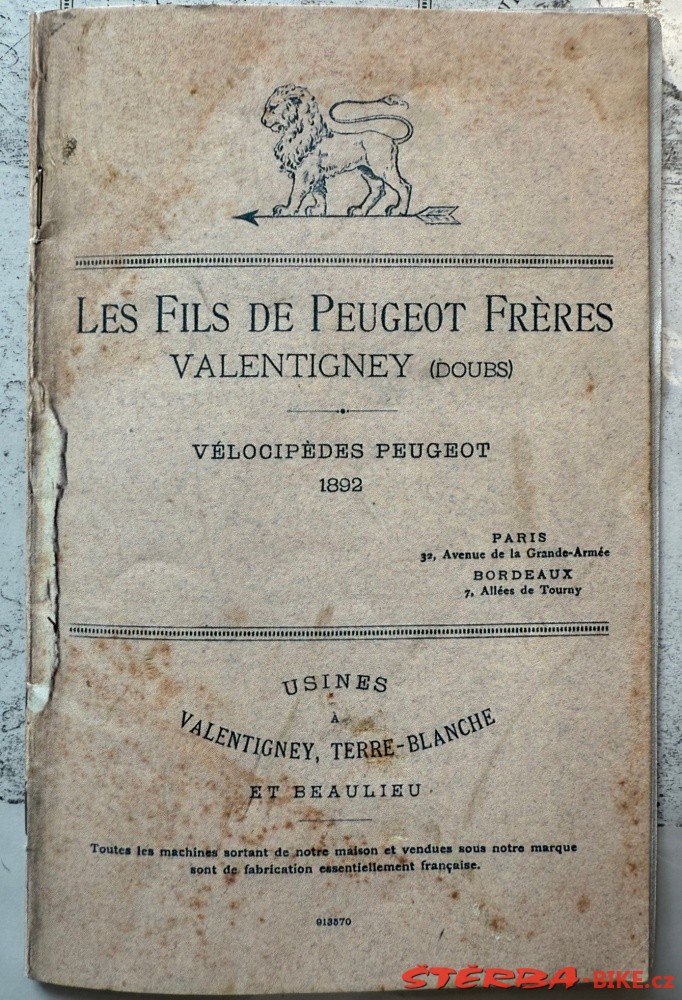 LES FILS DE PEUGEOT FRÈRES
VALENTIGNEY (DOUBS)
VÉLOCIPÈDES PEUGEOT
1892
PARIS
32, Avenue de la Grande-Armée
BORDEAUX
7, Allées de Tourny
USINES
À
VALENTIGNEY, TERRE-BLANCHE
ET BEAULIEU
Toutes les machines sortant de notre maison et vendues sous notre marque
sont de fabrication essentiellement française.
913570
ŠTĚRBA-BIKE.cz